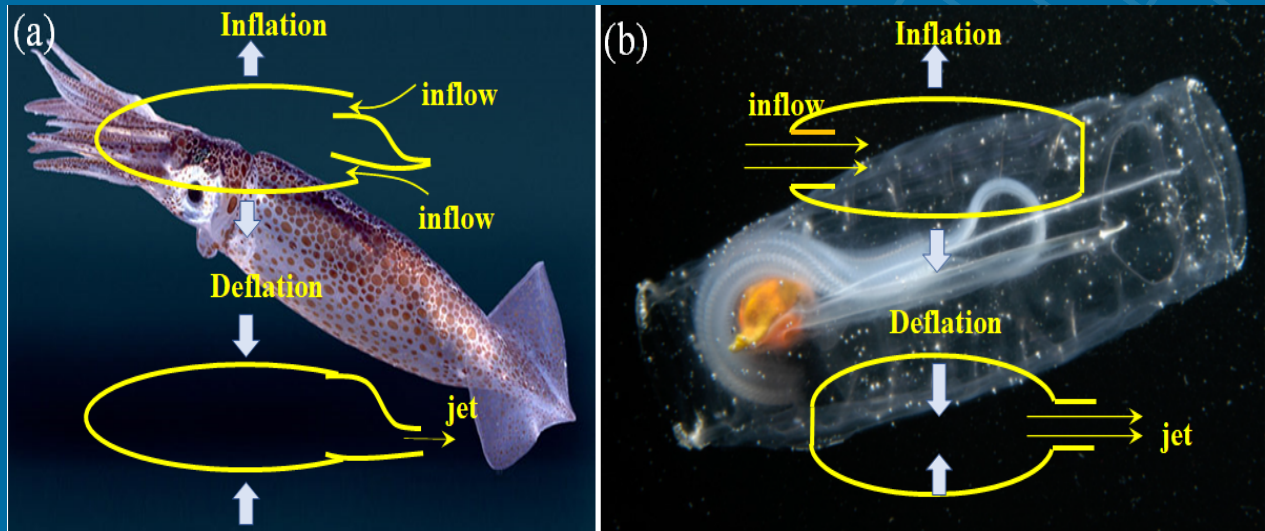 (a)
Inflation
inflow
inflow
Deflation
jet
(b)
Inflation
inflow
Deflation
jet